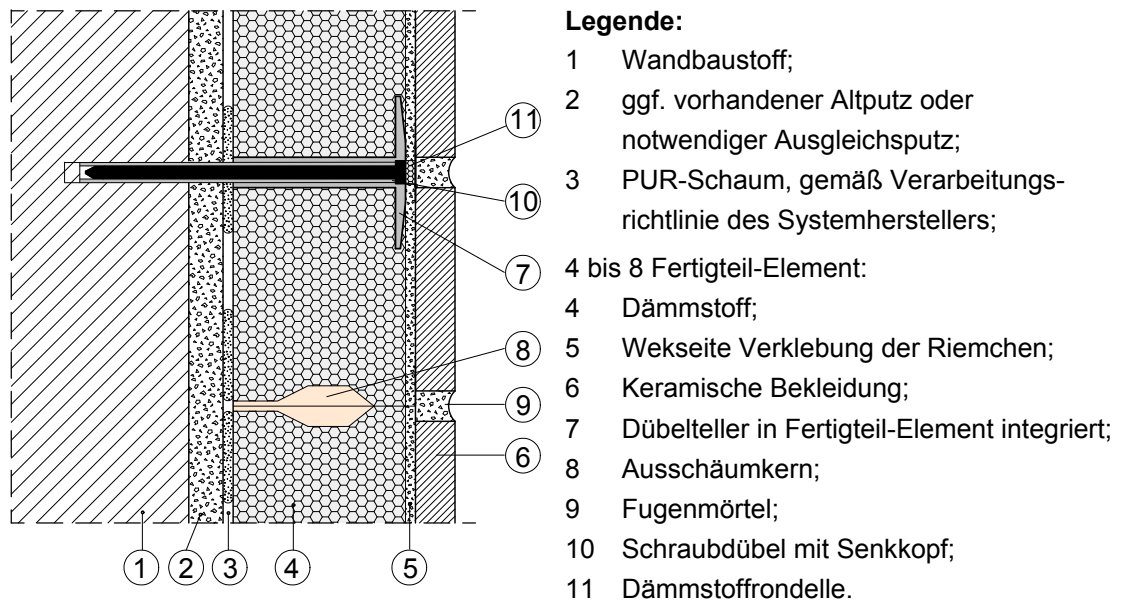 Legende:
1 Wandbaustoff;
2 ggf. vorhandener Altputz oder
notwendiger Ausgleichsputz;
3 PUR-Schaum, gemäß Verarbeitungs-
richtlinie des Systemherstellers;
4 bis 8 Fertigteil-Element:
4 Dämmstoff;
5 Wekseite Verklebung der Riemchen;
6 Keramische Bekleidung;
7 Dübelteller in Fertigteil-Element integriert;
8 Ausschäumkern;
9 Fugenmörtel;
10 Schraubdübel mit Senkkopf;
11 Dämmstoffrondelle.
11
10
7
8
9
6
1 2 3 4 5